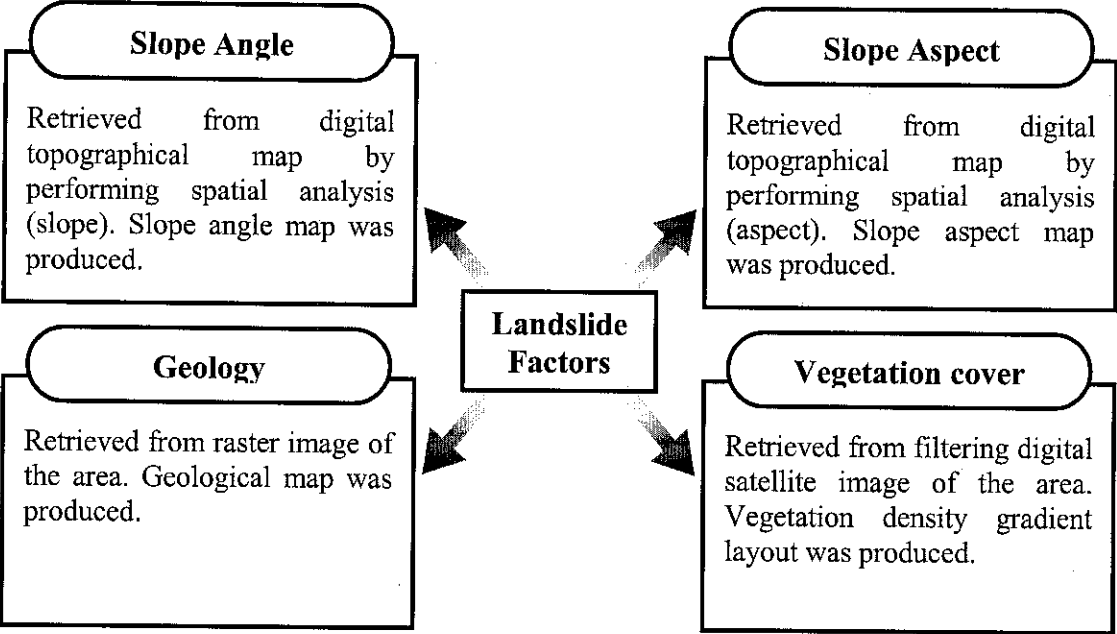 Slope Angle
Retrieved from digital
topographical map by
performing spatial analysis
(slope). Slope angle map was
produced.
Slope Aspect
Retrieved from digital
topographical map by
performing spatial analysis
(aspect). Slope aspect map
was produced.
Landslide
Factors
Geology
Retrieved from raster image of
the area. Geological map was
produced.
Vegetation cover
Retrieved from filtering digital
satellite image of the area.
Vegetation density gradient
layout was produced.